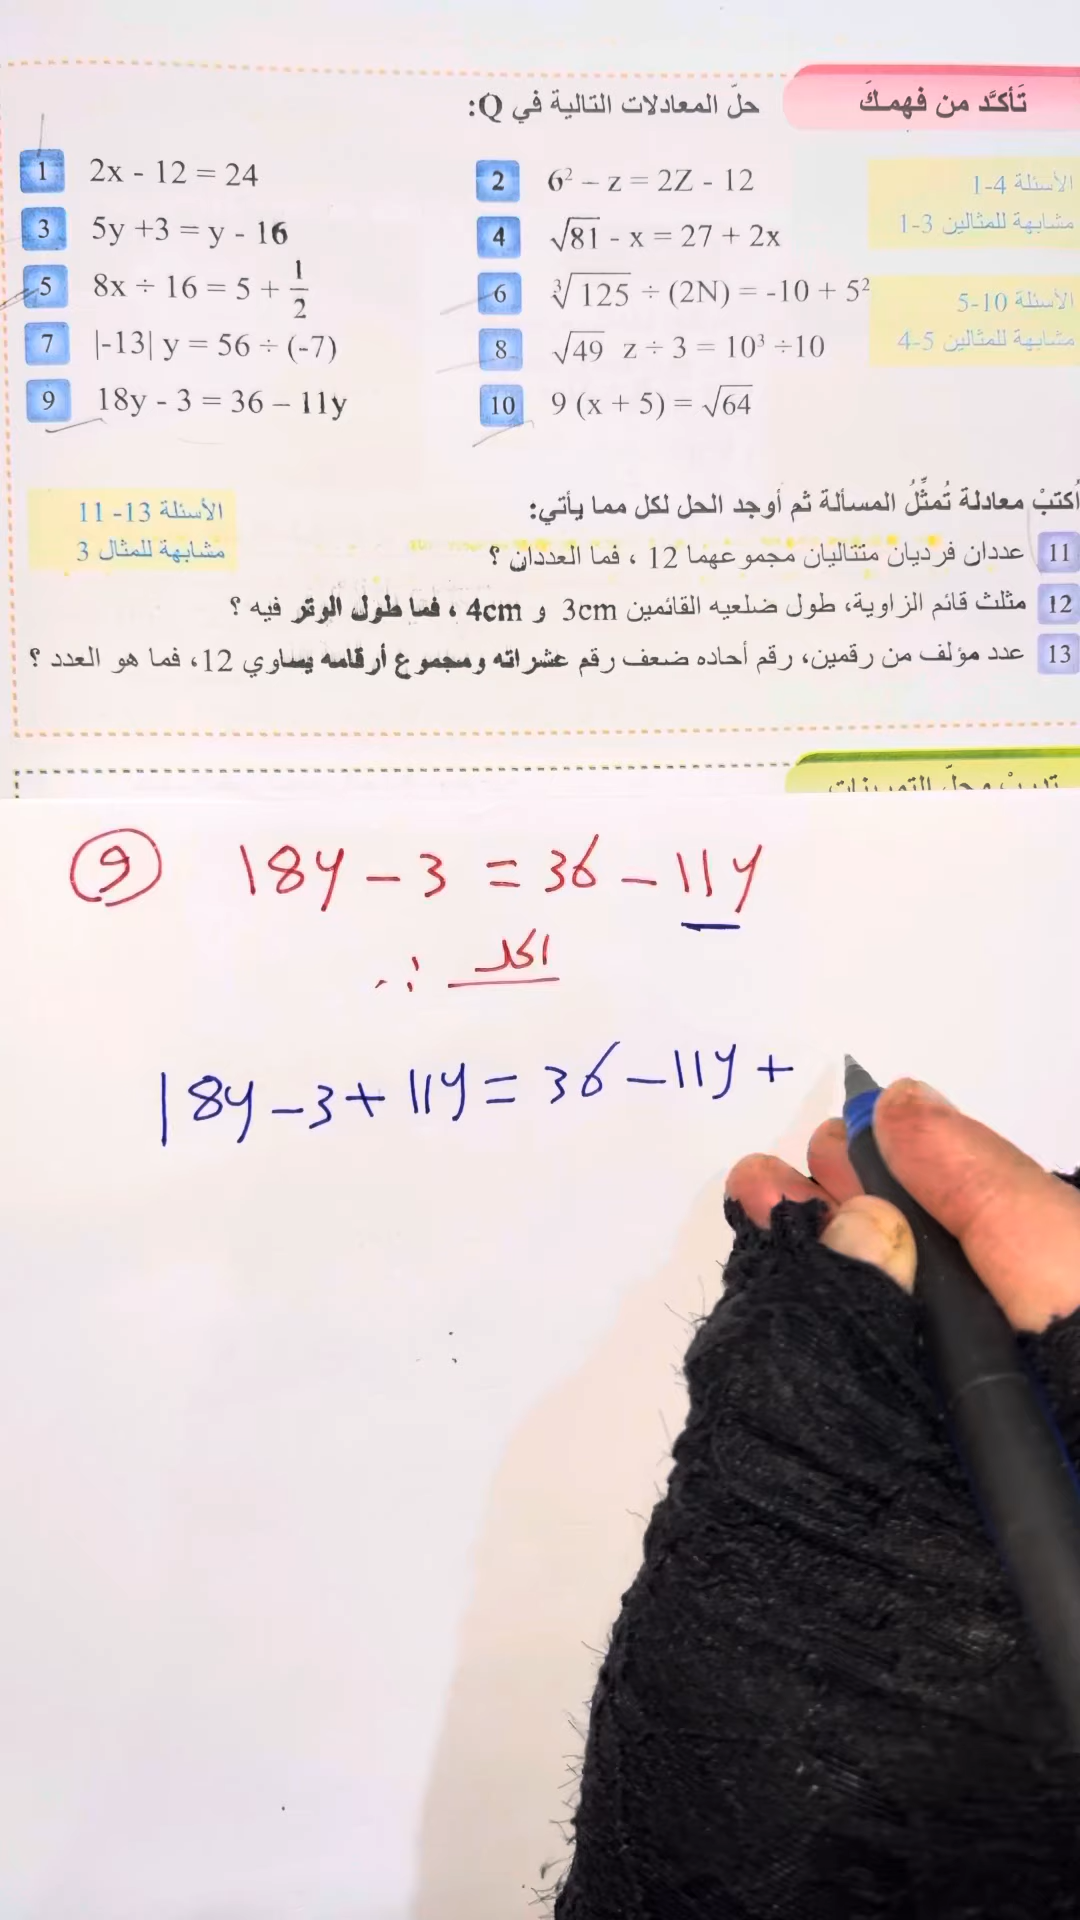 تَأكدَّد من فهمكَ
حلّ المعادلات التالية في Q:
الأسئلة 4-1
مشابهة للمثالين 3-1
1 2x - 12 = 24
2 6² – z = 2Z - 12
3 5y +3 = y - 16
4 √81 - x = 27 + 2x
الأسئلة 10-5
مشابهة للمثالين 5-4
5 8x ÷ 16 = 5 + 1/2
6 ∛125 ÷ (2N) = -10 + 5²
7 |-13| y = 56 ÷ (-7)
8 √49 z ÷ 3 = 10³ ÷10
9 18y - 3 = 36 – 11y
10 9 (x + 5) = √64
أكتبْ معادلة تُمثِّلُ المسألة ثم أوجد الحل لكل مما يأتي:
الأسئلة 13- 11
مشابهة للمثال 3
11 عددان فرديان متتاليان مجموعهما 12 ، فما العددان ؟
12 مثلث قائم الزاوية، طول ضلعيه القائمين 3cm و 4cm ، فما طول الوتر فيه ؟
13 عدد مؤلف من رقمين، رقم أحاده ضعف رقم عشراته ومجموع أرقامه يساوي 12، فما هو العدد ؟
9 18y – 3 = 36 – 11y
الحل
18y – 3 + 11y = 36 – 11y +